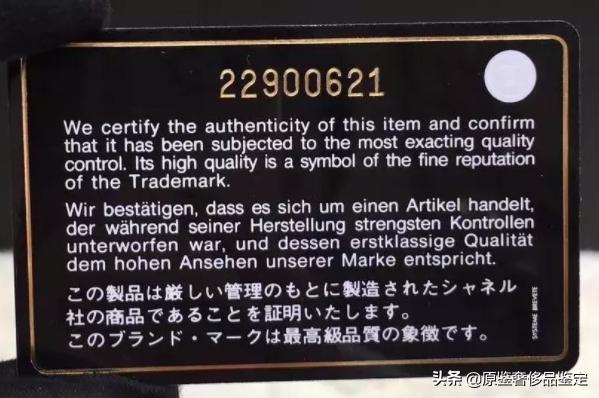 22900621
We certify the authenticity of this item and confirm
that it has been subjected to the most exacting quality
control. Its high quality is a symbol of the fine reputation
of the Trademark.
Wir bestätigen, dass es sich um einen Artikel handelt,
der während seiner Herstellung strengsten Kontrollen
unterworfen war, und dessen erstklassige Qualität
dem hohen Ansehen unserer Marke entspricht.
この製品は厳しい管理のもとに製造されたシャネル
社の商品であることを証明いたします。
このブランド・マークは最高級品質の象徴です。
SYSTEME BREVETE
头条 @原鉴奢侈品鉴定